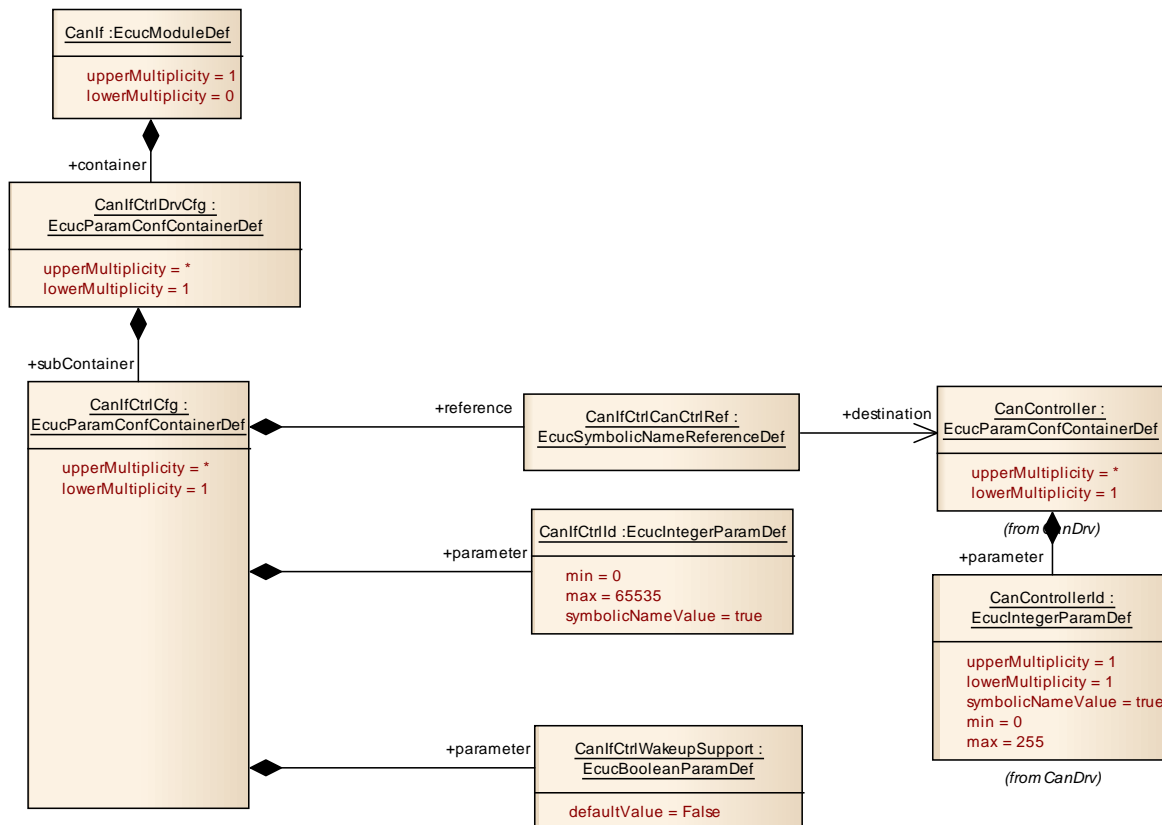 CanIf :EcucModuleDef
upperMultiplicity = 1
lowerMultiplicity = 0
+container
CanIfCtrlDrvCfg :
EcucParamConfContainerDef
upperMultiplicity = *
lowerMultiplicity = 1
+subContainer
CanIfCtrlCfg :
EcucParamConfContainerDef
upperMultiplicity = *
lowerMultiplicity = 1
+reference
CanIfCtrlCanCtrlRef :
EcucSymbolicNameReferenceDef
+destination
CanController :
EcucParamConfContainerDef
upperMultiplicity = *
lowerMultiplicity = 1
(from CanDrv)
+parameter
CanIfCtrlId :EcucIntegerParamDef
min = 0
max = 65535
symbolicNameValue = true
+parameter
CanControllerId :
EcucIntegerParamDef
upperMultiplicity = 1
lowerMultiplicity = 1
symbolicNameValue = true
min = 0
max = 255
(from CanDrv)
+parameter
CanIfCtrlWakeupSupport :
EcucBooleanParamDef
defaultValue = False